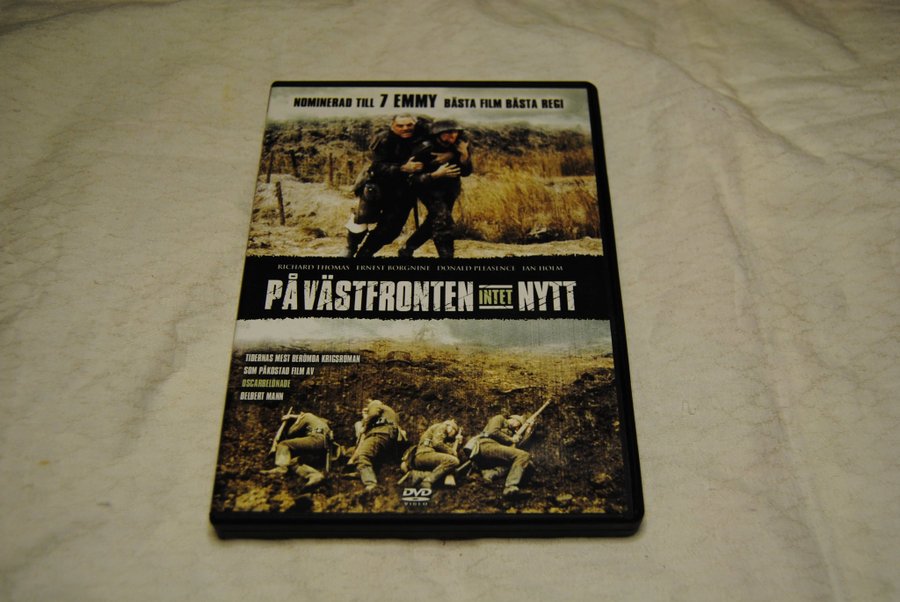 NOMINERAD TILL 7 EMMY BÄSTA FILM BÄSTA REGI
RICHARD THOMAS ERNEST BORGNINE DONALD PLEASENCE IAN HOLM
PÅ VÄSTFRONTEN INTET NYTT
TIDERNAS MEST BERÖMDA KRIGSROMAN
SOM PÅKOSTAD FILM AV
OSCARBELÖNADE
DELBERT MANN
DVD
VIDEO